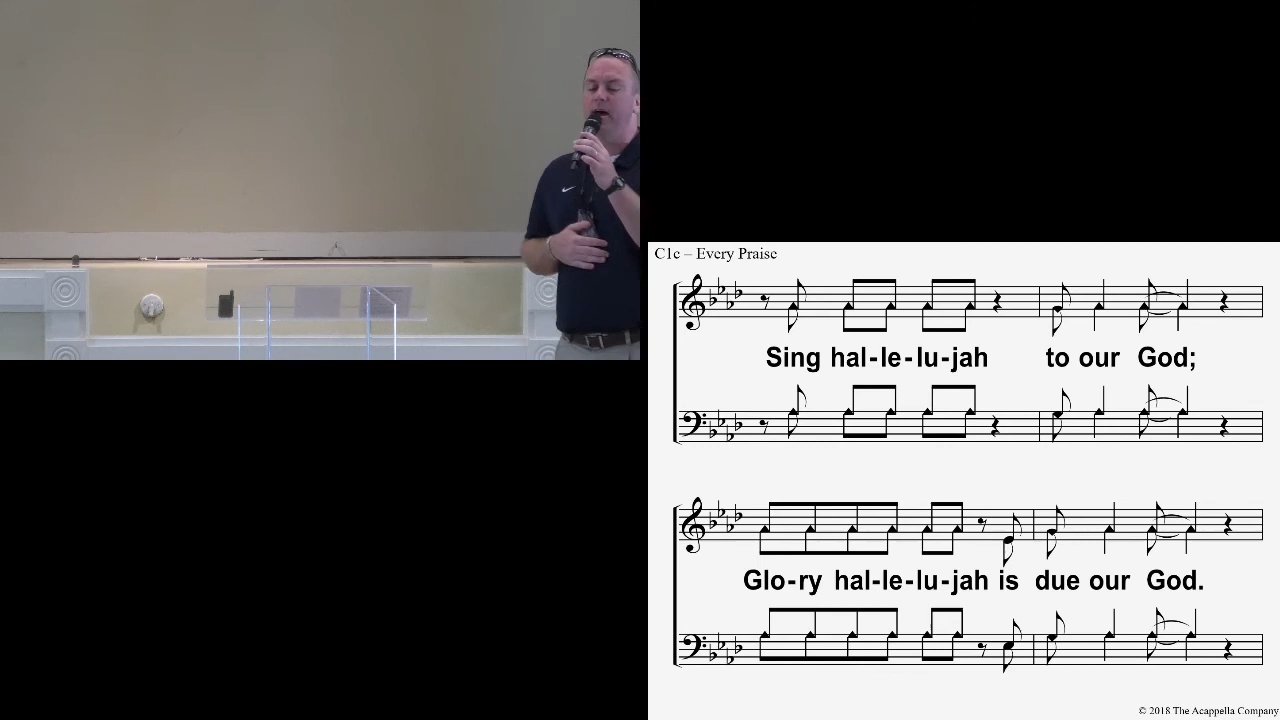 C1c – Every Praise
Sing hal-le-lu-jah to our God;
Glo-ry hal-le-lu-jah is due our God.
© 2018 The Acappella Company